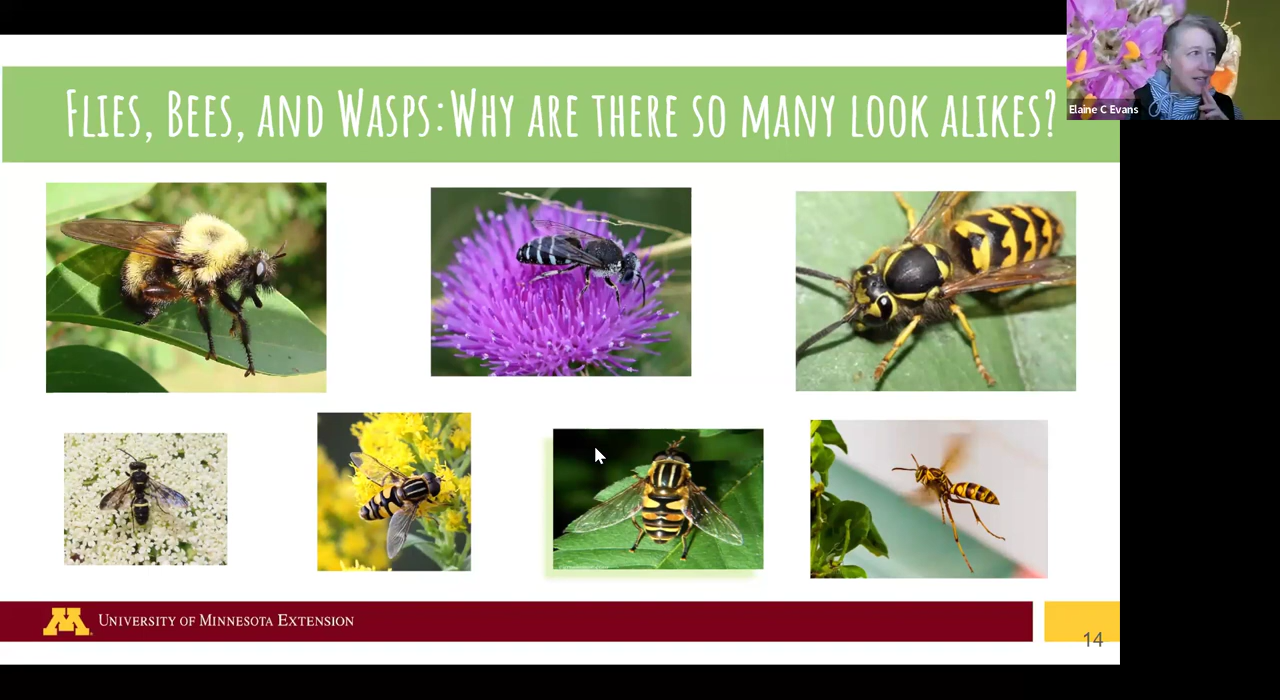 Flies, Bees, and Wasps: Why are there so many look alikes?
Elaine C Evans
M
University of Minnesota Extension
14